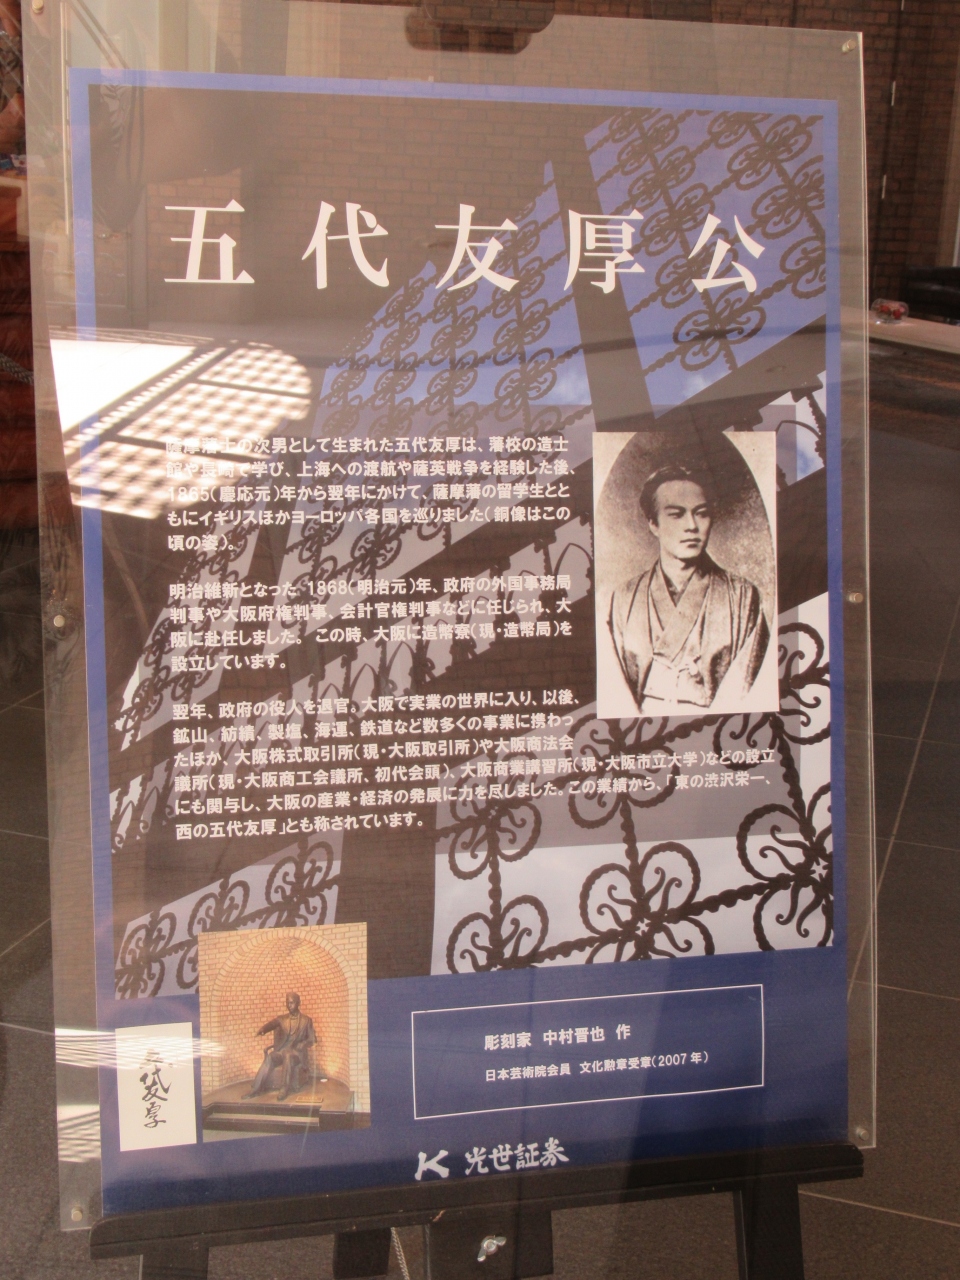 五代友厚公
薩摩藩士の次男として生まれた五代友厚は、藩校の造士
館や長崎で学び、上海への渡航や薩英戦争を経験した後、
1865(慶応元)年から翌年にかけて、薩摩藩の留学生とと
もにイギリスほかヨーロッパ各国を巡りました(銅像はこの
頃の姿)。
明治維新となった 1868(明治元)年、政府の外国事務局
判事や大阪府権判事、会計官権判事などに任じられ、大
阪に赴任しました。この時、大阪に造幣寮(現・造幣局)を
設立しています。
翌年、政府の役人を退官。大阪で実業の世界に入り、以後、
鉱山、紡績、製塩、海運、鉄道など数多くの事業に携わっ
たほか、大阪株式取引所(現・大阪取引所)や大阪商法会
議所(現・大阪商工会議所、初代会頭)、大阪商業講習所(現・大阪市立大学)などの設立
にも関与し、大阪の産業・経済の発展に力を尽しました。この業績から、「東の渋沢栄一、
西の五代友厚」とも称されています。
五代友厚
彫刻家 中村晋也 作
日本芸術院会員 文化勲章受章(2007年)
K 光世証券